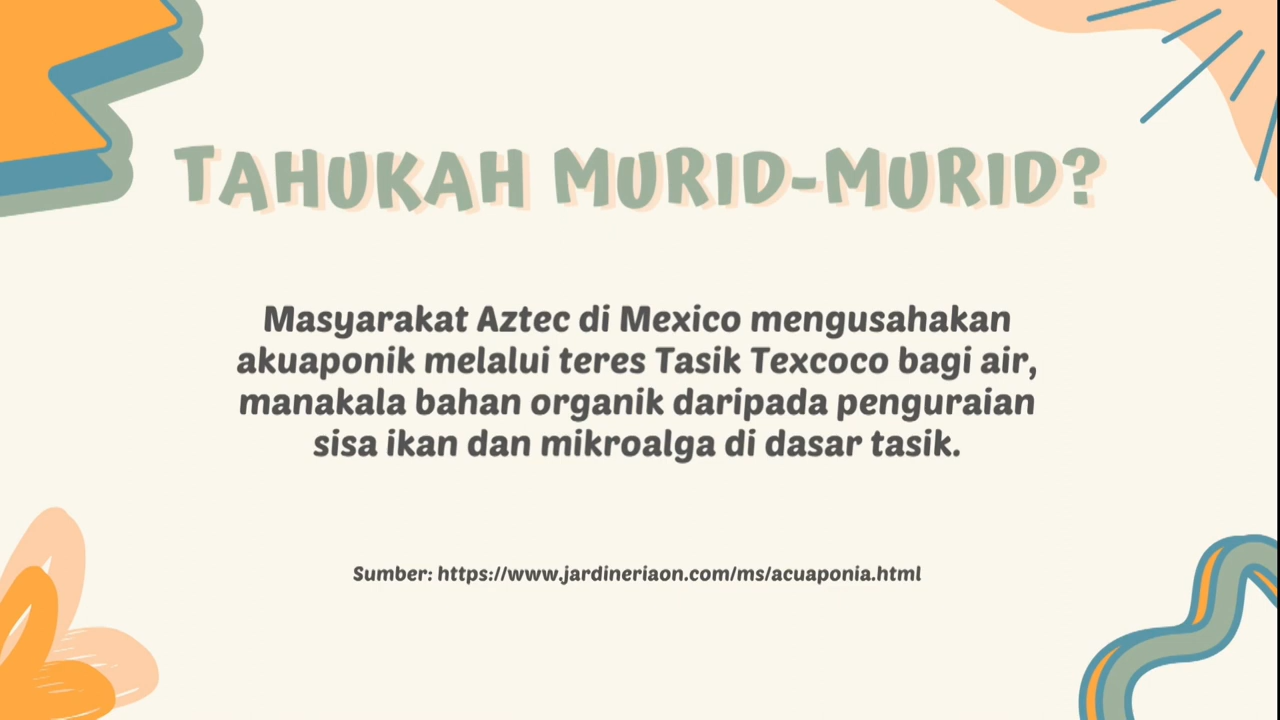 TAHUKAH MURID-MURID?
Masyarakat Aztec di Mexico mengusahakan
akuaponik melalui teres Tasik Texcoco bagi air,
manakala bahan organik daripada penguraian
sisa ikan dan mikroalga di dasar tasik.
Sumber: https://www.jardineriaon.com/ms/acuaponia.html